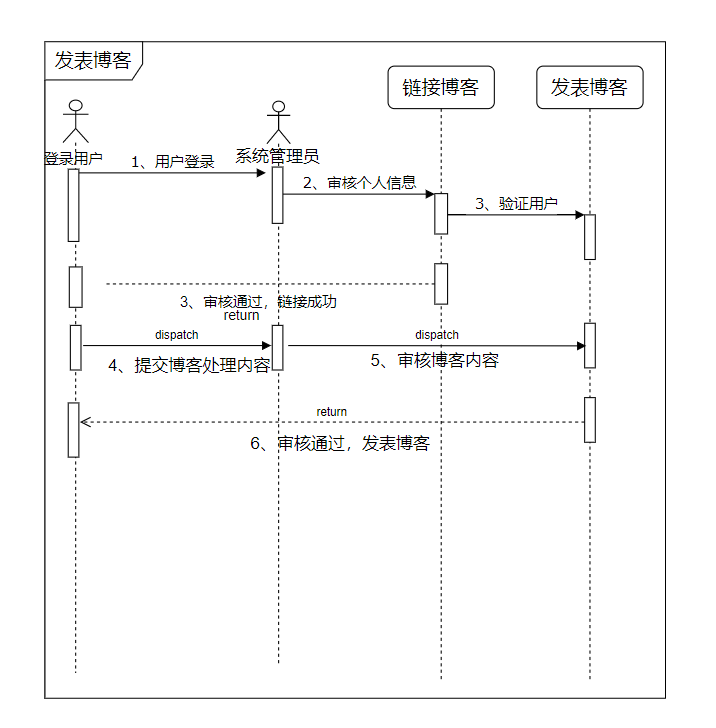 发表博客
链接博客
发表博客
登录用户
系统管理员
1、用户登录
2、审核个人信息
3、验证用户
3、审核通过，链接成功
return
dispatch
dispatch
4、提交博客处理内容
5、审核博客内容
return
6、审核通过，发表博客